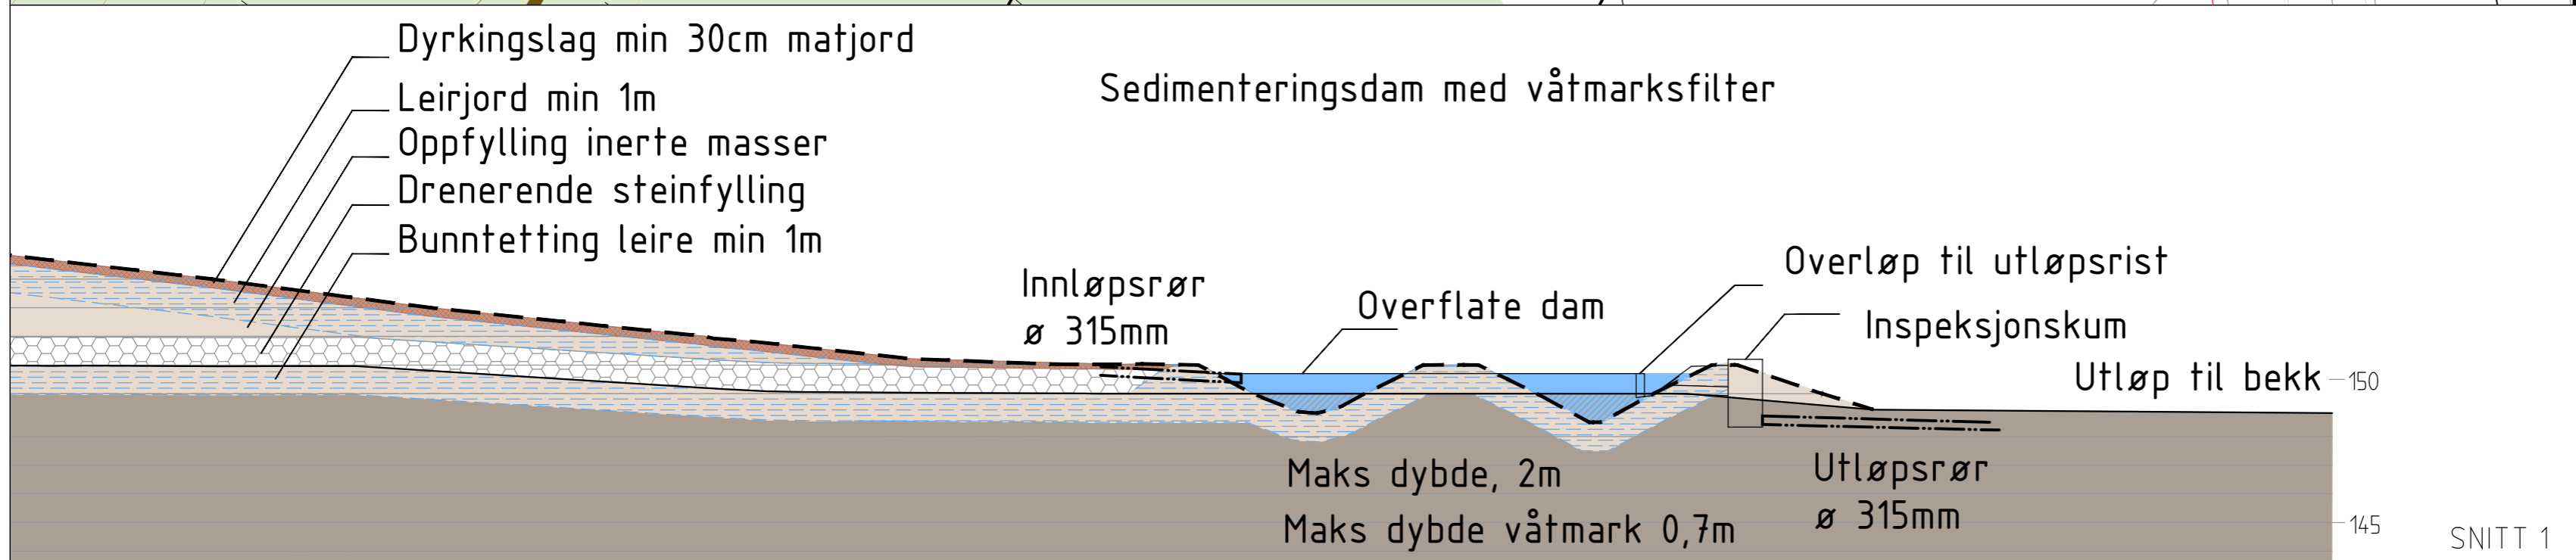 Dyrkingslag min 30cm matjord
Leirjord min 1m
Oppfylling inerte masser
Drenerende steinfylling
Bunntetting leire min 1m
Sedimenteringsdam med våtmarksfilter
Innløpsrør
ø 315mm
Overflate dam
Overløp til utløpsrist
Inspeksjonskum
Utløp til bekk
150
Maks dybde, 2m
Maks dybde våtmark 0,7m
Utløpsrør
ø 315mm
145
SNITT 1